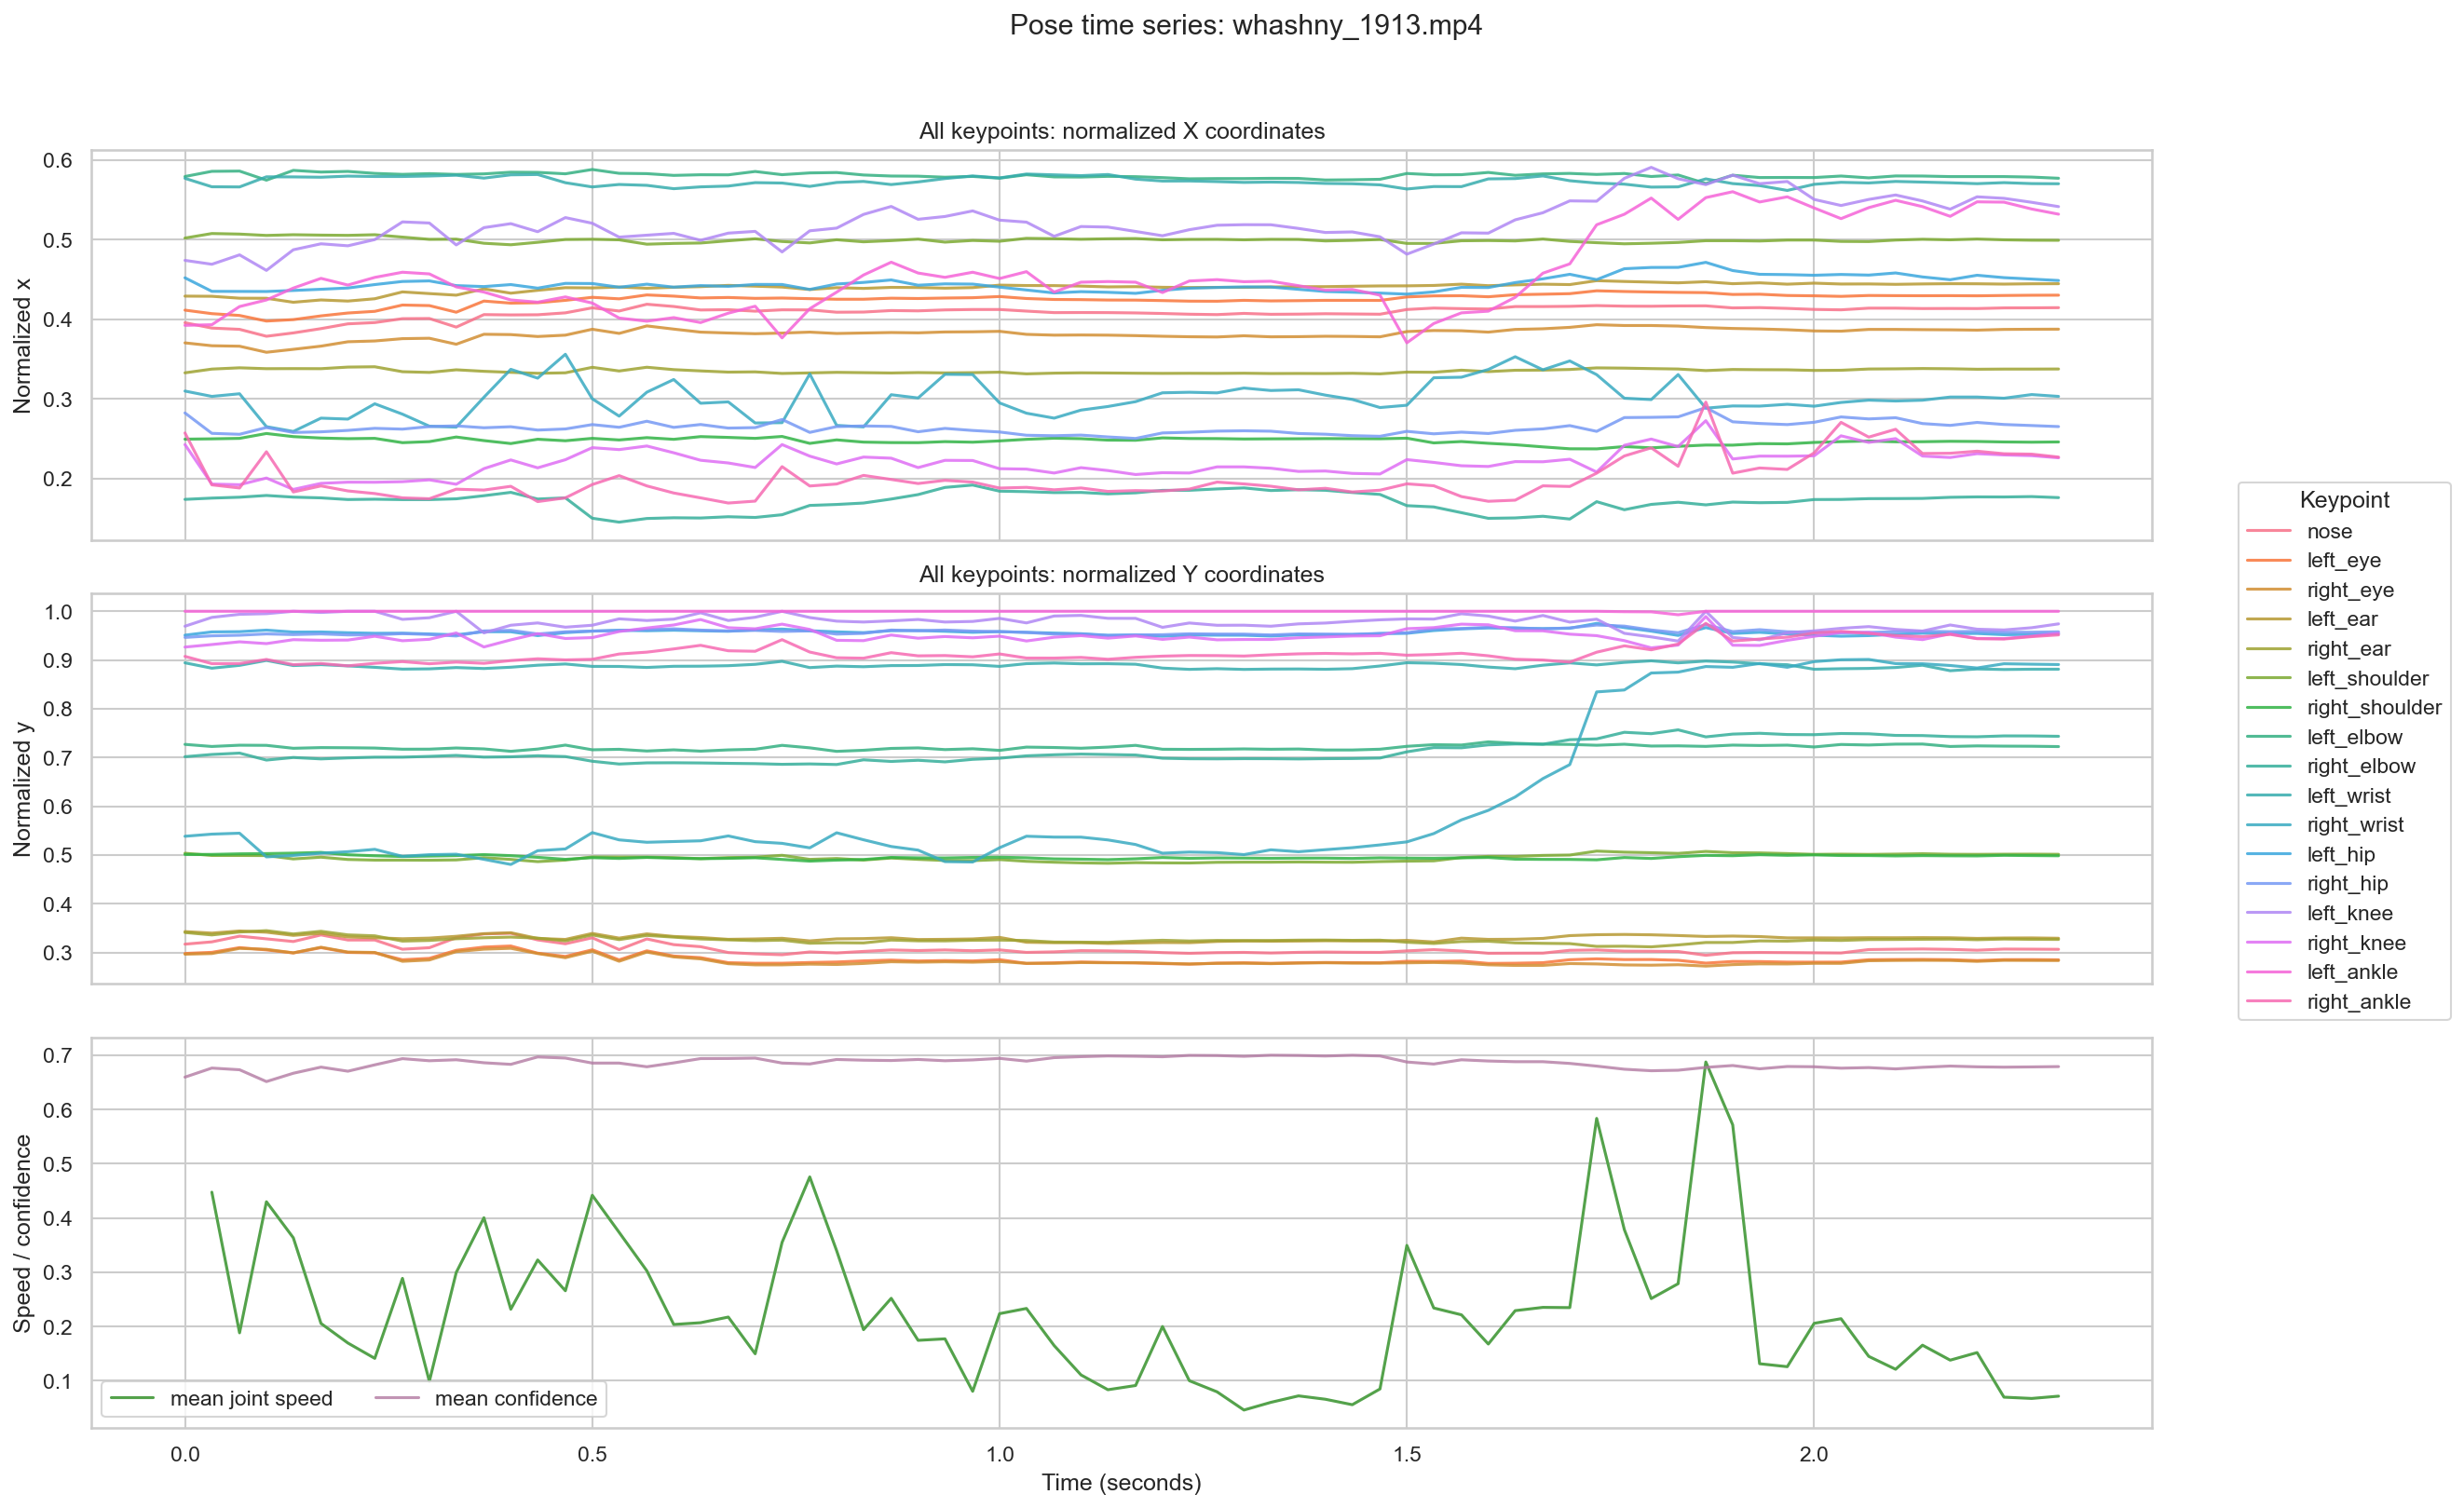 Pose time series: whashny_1913.mp4
All keypoints: normalized X coordinates
Normalized x
0.6
0.5
0.4
0.3
0.2
All keypoints: normalized Y coordinates
Normalized y
1.0
0.9
0.8
0.7
0.6
0.5
0.4
0.3
Speed / confidence
0.7
0.6
0.5
0.4
0.3
0.2
0.1
mean joint speed mean confidence
0.0 0.5 1.0 1.5 2.0
Time (seconds)
Keypoint
nose
left_eye
right_eye
left_ear
right_ear
left_shoulder
right_shoulder
left_elbow
right_elbow
left_wrist
right_wrist
left_hip
right_hip
left_knee
right_knee
left_ankle
right_ankle